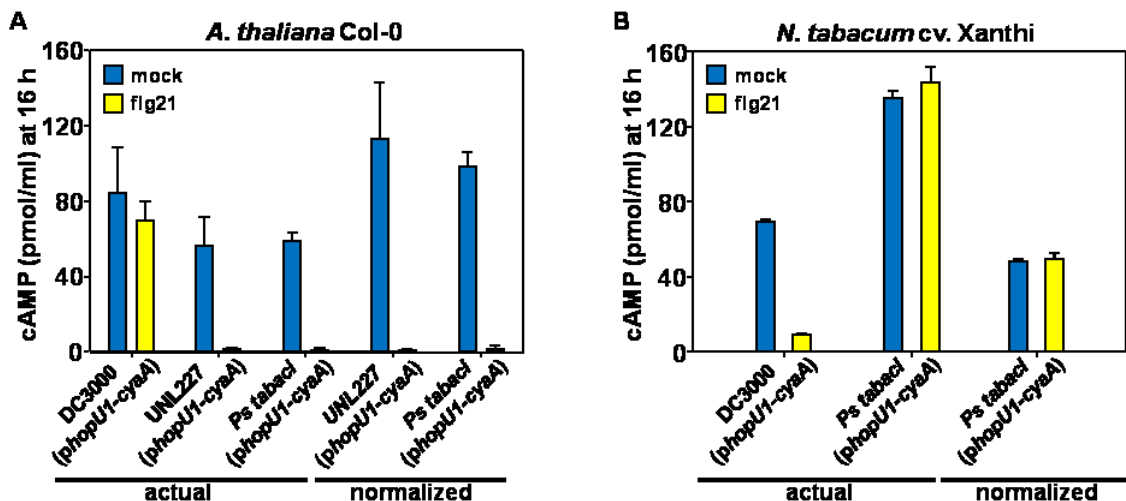 A
A. thaliana Col-0
cAMP (pmol/ml) at 16 h
160
120
80
40
0
mock
flg21
DC3000
(phopU1-cyaA)
UNL227
(phopU1-cyaA)
Ps tabaci
(phopU1-cyaA)
UNL227
(phopU1-cyaA)
Ps tabaci
(phopU1-cyaA)
actual
normalized
B
N. tabacum cv. Xanthi
cAMP (pmol/ml) at 16 h
160
120
80
40
0
mock
flg21
DC3000
(phopU1-cyaA)
Ps tabaci
(phopU1-cyaA)
Ps tabaci
(phopU1-cyaA)
actual
normalized